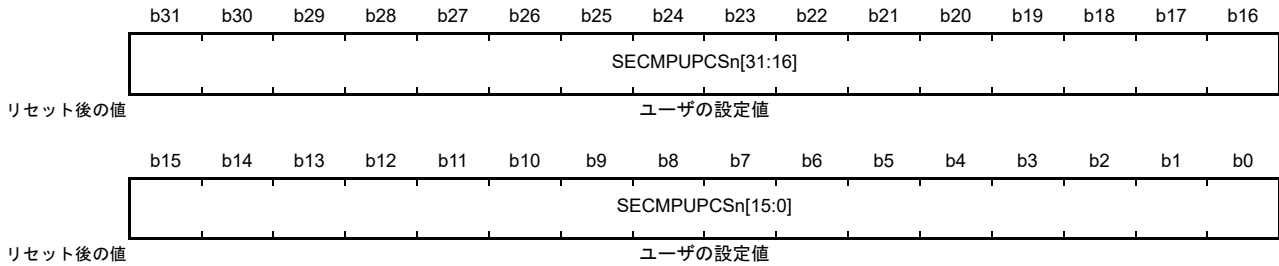 b31 b30 b29 b28 b27 b26 b25 b24 b23 b22 b21 b20 b19 b18 b17 b16
SECMPUPCSn[31:16]
リセット後の値 ユーザの設定値
b15 b14 b13 b12 b11 b10 b9 b8 b7 b6 b5 b4 b3 b2 b1 b0
SECMPUPCSn[15:0]
リセット後の値 ユーザの設定値